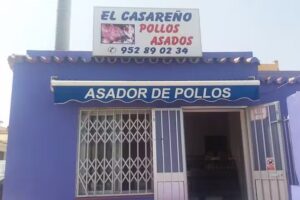 EL CASAREÑO
POLLOS
ASADOS
952 89 02 34
ASADOR DE POLLOS